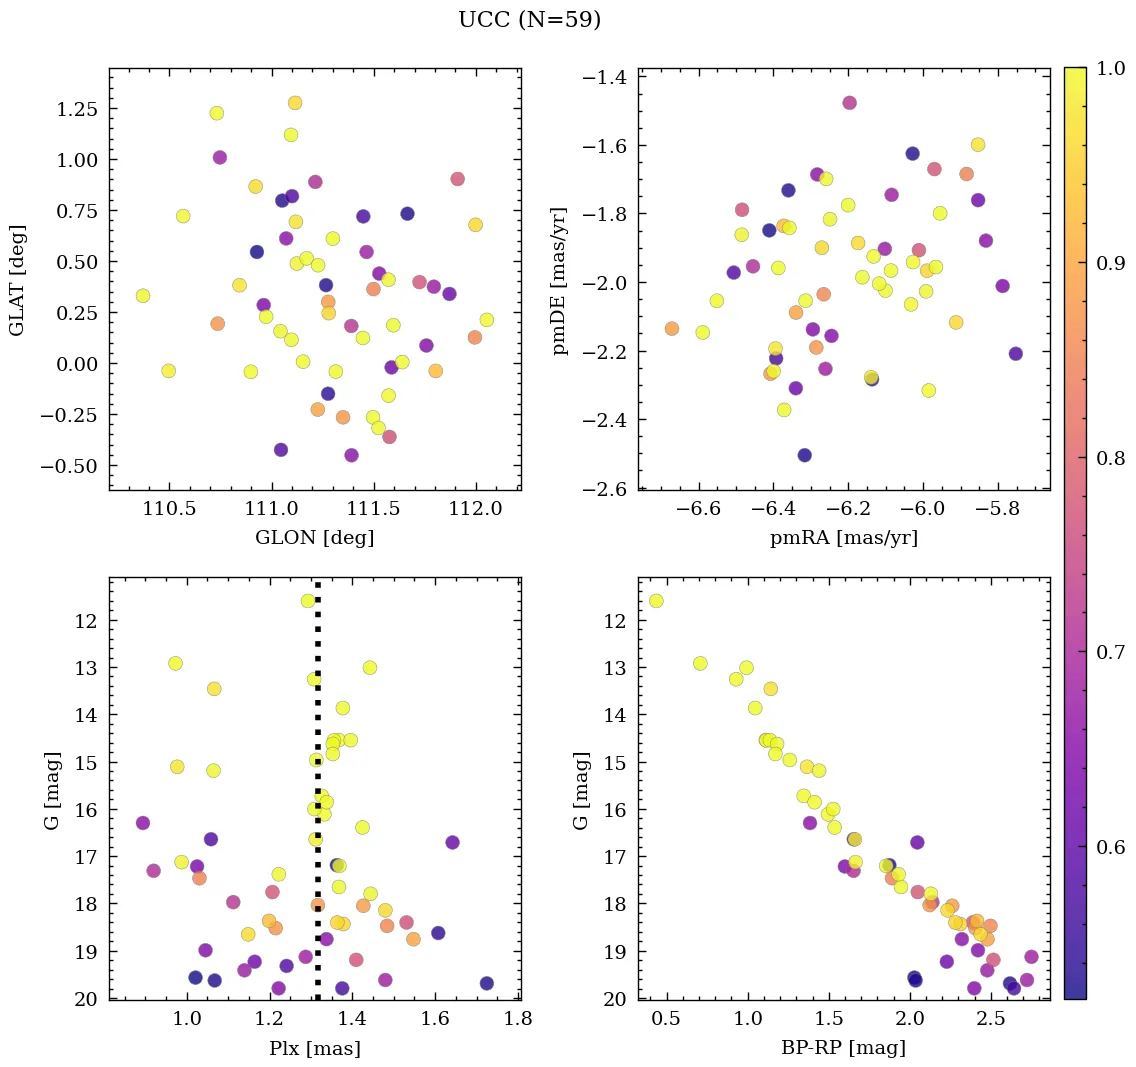 UCC (N=59)
1.25
1.00
0.75
0.50
0.25
0.00
−0.25
−0.50
GLAT [deg]
110.5 111.0 111.5 112.0
GLON [deg]
−1.4
−1.6
−1.8
−2.0
−2.2
−2.4
−2.6
pmDE [mas/yr]
−6.6 −6.4 −6.2 −6.0 −5.8
pmRA [mas/yr]
12
13
14
15
16
17
18
19
20
G [mag]
1.0 1.2 1.4 1.6 1.8
Plx [mas]
12
13
14
15
16
17
18
19
20
G [mag]
0.5 1.0 1.5 2.0 2.5
BP-RP [mag]
1.0
0.9
0.8
0.7
0.6